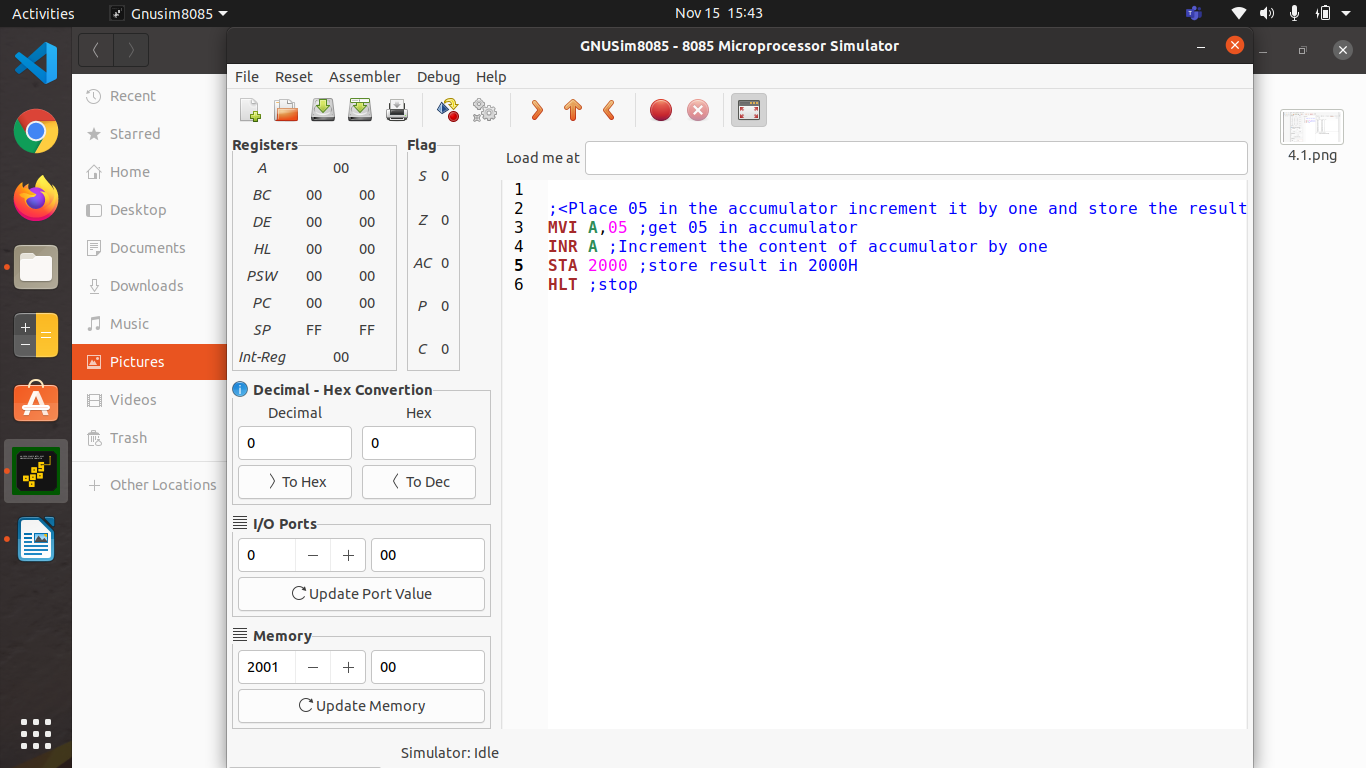 Activities
Gnusim8085
Nov 15 15:43
GNUSim8085 - 8085 Microprocessor Simulator
File Reset Assembler Debug Help
Recent
Starred
Home
Desktop
Documents
Downloads
Music
Pictures
Videos
Trash
Other Locations
4.1.png
Registers
A 00
BC 00 00
DE 00 00
HL 00 00
PSW 00 00
PC 00 00
SP FF FF
Int-Reg 00
Flag
S 0
Z 0
AC 0
P 0
C 0
Decimal - Hex Convertion
Decimal Hex
0 0
To Hex To Dec
I/O Ports
0 − + 00
Update Port Value
Memory
2001 − + 00
Update Memory
Load me at
1
2 ;<Place 05 in the accumulator increment it by one and store the result
3 MVI A,05 ;get 05 in accumulator
4 INR A ;Increment the content of accumulator by one
5 STA 2000 ;store result in 2000H
6 HLT ;stop
Simulator: Idle